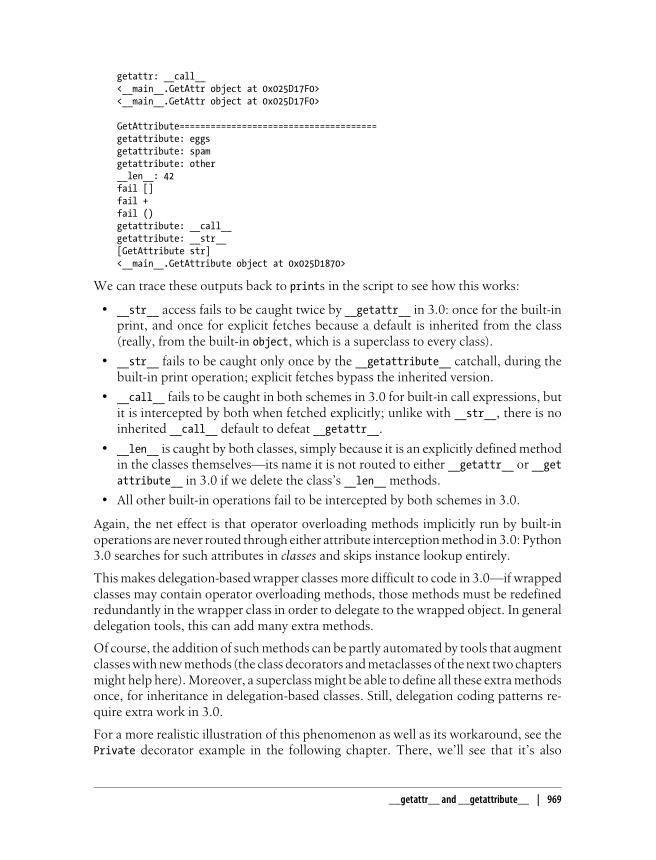 getattr: __call__
<__main__.GetAttr object at 0x025D17F0>
<__main__.GetAttr object at 0x025D17F0>
GetAttribute======================================
getattribute: eggs
getattribute: spam
getattribute: other
__len__: 42
fail []
fail +
fail ()
getattribute: __call__
getattribute: __str__
[GetAttribute str]
<__main__.GetAttribute object at 0x025D1870>
We can trace these outputs back to prints in the script to see how this works:
• __str__ access fails to be caught twice by __getattr__ in 3.0: once for the built-in
print, and once for explicit fetches because a default is inherited from the class
(really, from the built-in object, which is a superclass to every class).
• __str__ fails to be caught only once by the __getattribute__ catchall, during the
built-in print operation; explicit fetches bypass the inherited version.
• __call__ fails to be caught in both schemes in 3.0 for built-in call expressions, but
it is intercepted by both when fetched explicitly; unlike with __str__, there is no
inherited __call__ default to defeat __getattr__.
• __len__ is caught by both classes, simply because it is an explicitly defined method
in the classes themselves—its name it is not routed to either __getattr__ or __get
attribute__ in 3.0 if we delete the class's __len__ methods.
• All other built-in operations fail to be intercepted by both schemes in 3.0.
Again, the net effect is that operator overloading methods implicitly run by built-in
operations are never routed through either attribute interception method in 3.0: Python
3.0 searches for such attributes in classes and skips instance lookup entirely.
This makes delegation-based wrapper classes more difficult to code in 3.0—if wrapped
classes may contain operator overloading methods, those methods must be redefined
redundantly in the wrapper class in order to delegate to the wrapped object. In general
delegation tools, this can add many extra methods.
Of course, the addition of such methods can be partly automated by tools that augment
classes with new methods (the class decorators and metaclasses of the next two chapters
might help here). Moreover, a superclass might be able to define all these extra methods
once, for inheritance in delegation-based classes. Still, delegation coding patterns re-
quire extra work in 3.0.
For a more realistic illustration of this phenomenon as well as its workaround, see the
Private decorator example in the following chapter. There, we'll see that it's also
__getattr__ and __getattribute__ | 969